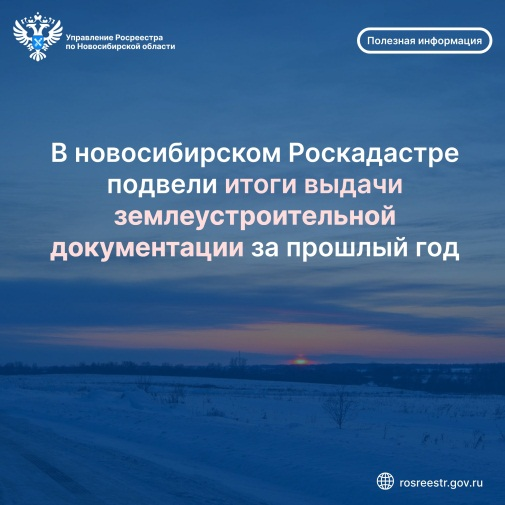 Управление Росреестра
по Новосибирской области
Полезная информация
В новосибирском Роскадастре
подвели итоги выдачи
землеустроительной
документации за прошлый год
rosreestr.gov.ru